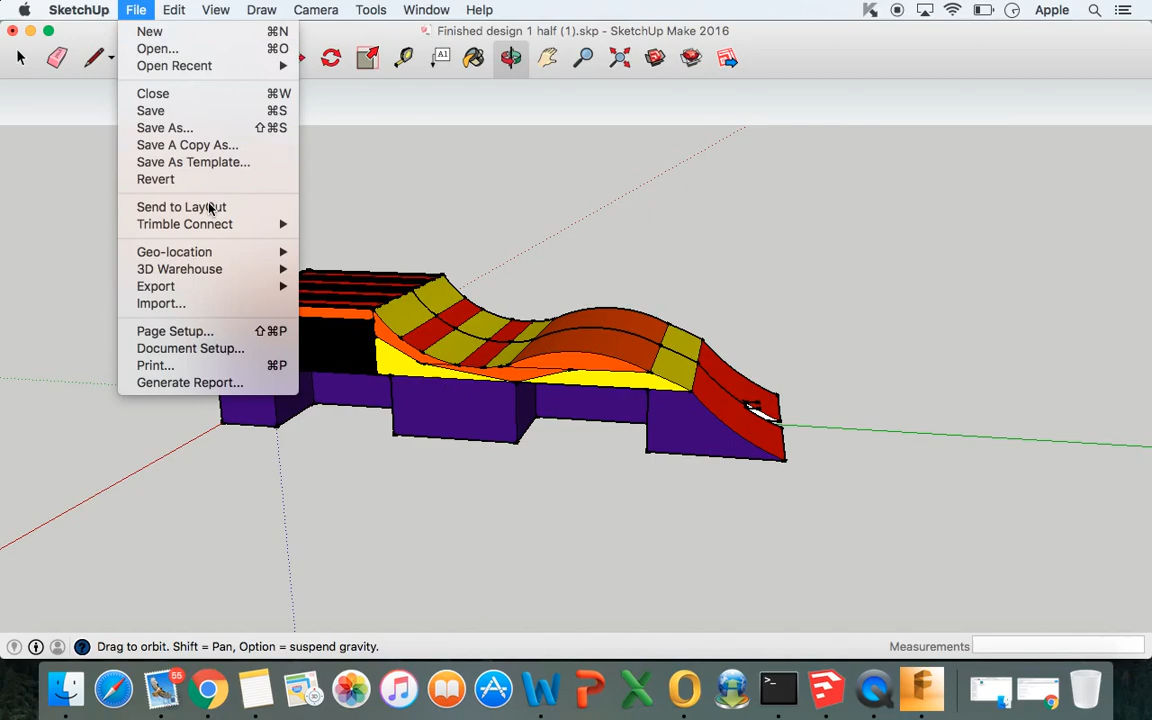 SketchUp File Edit View Draw Camera Tools Window Help Apple
Finished design 1 half (1).skp - SketchUp Make 2016
A1
New ⌘N
Open... ⌘O
Open Recent
Close ⌘W
Save ⌘S
Save As... ⇧⌘S
Save A Copy As...
Save As Template...
Revert
Send to Layout
Trimble Connect
Geo-location
3D Warehouse
Export
Import...
Page Setup... ⇧⌘P
Document Setup...
Print... ⌘P
Generate Report...
Drag to orbit. Shift = Pan, Option = suspend gravity. Measurements
55